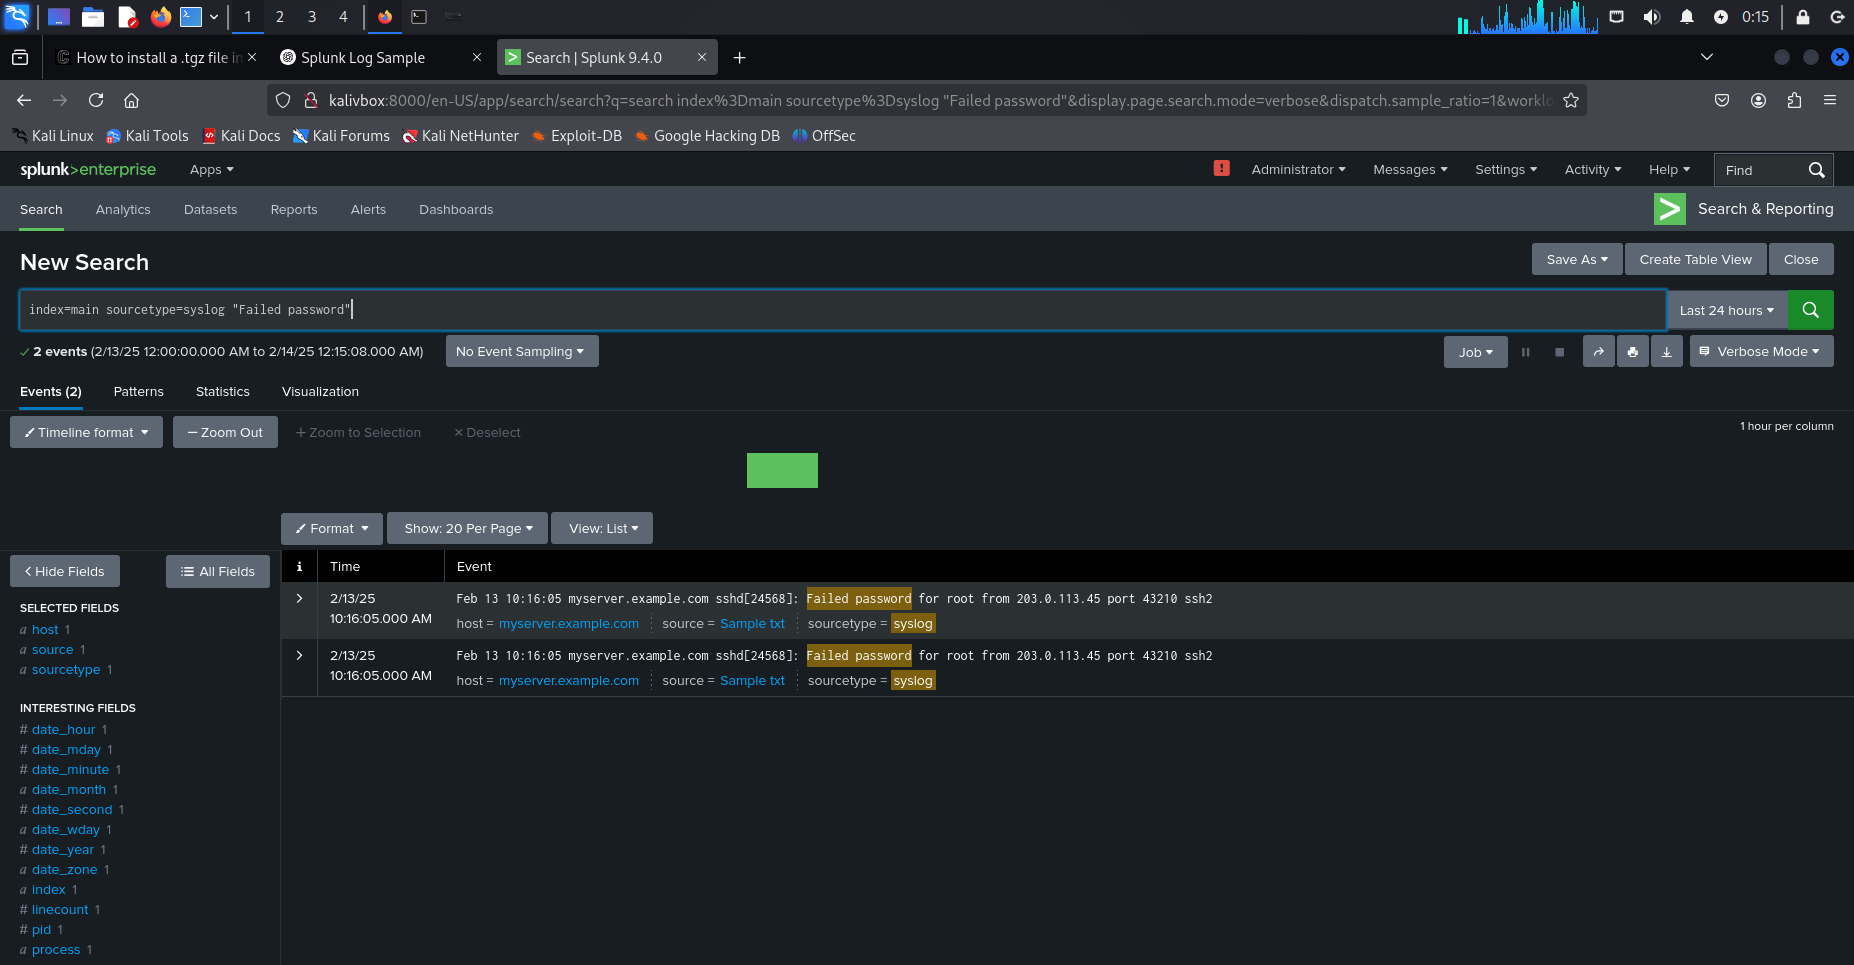 1 2 3 4 0:15
How to install a .tgz file in
Splunk Log Sample
Search | Splunk 9.4.0
kalivbox:8000/en-US/app/search/search?q=search index%3Dmain sourcetype%3Dsyslog "Failed password"&display.page.search.mode=verbose&dispatch.sample_ratio=1&worklo
Kali Linux Kali Tools Kali Docs Kali Forums Kali NetHunter Exploit-DB Google Hacking DB OffSec
splunk>enterprise Apps Administrator Messages Settings Activity Help Find
Search Analytics Datasets Reports Alerts Dashboards Search & Reporting
New Search Save As Create Table View Close
index=main sourcetype=syslog "Failed password" Last 24 hours
2 events (2/13/25 12:00:00.000 AM to 2/14/25 12:15:08.000 AM) No Event Sampling Job Verbose Mode
Events (2) Patterns Statistics Visualization
Timeline format — Zoom Out + Zoom to Selection × Deselect 1 hour per column
Format Show: 20 Per Page View: List
< Hide Fields All Fields
i Time Event
SELECTED FIELDS
a host 1
a source 1
a sourcetype 1
2/13/25
10:16:05.000 AM
Feb 13 10:16:05 myserver.example.com sshd[24568]: Failed password for root from 203.0.113.45 port 43210 ssh2
host = myserver.example.com source = Sample txt sourcetype = syslog
2/13/25
10:16:05.000 AM
Feb 13 10:16:05 myserver.example.com sshd[24568]: Failed password for root from 203.0.113.45 port 43210 ssh2
host = myserver.example.com source = Sample txt sourcetype = syslog
INTERESTING FIELDS
# date_hour 1
# date_mday 1
# date_minute 1
a date_month 1
# date_second 1
a date_wday 1
# date_year 1
a date_zone 1
a index 1
# linecount 1
# pid 1
a process 1